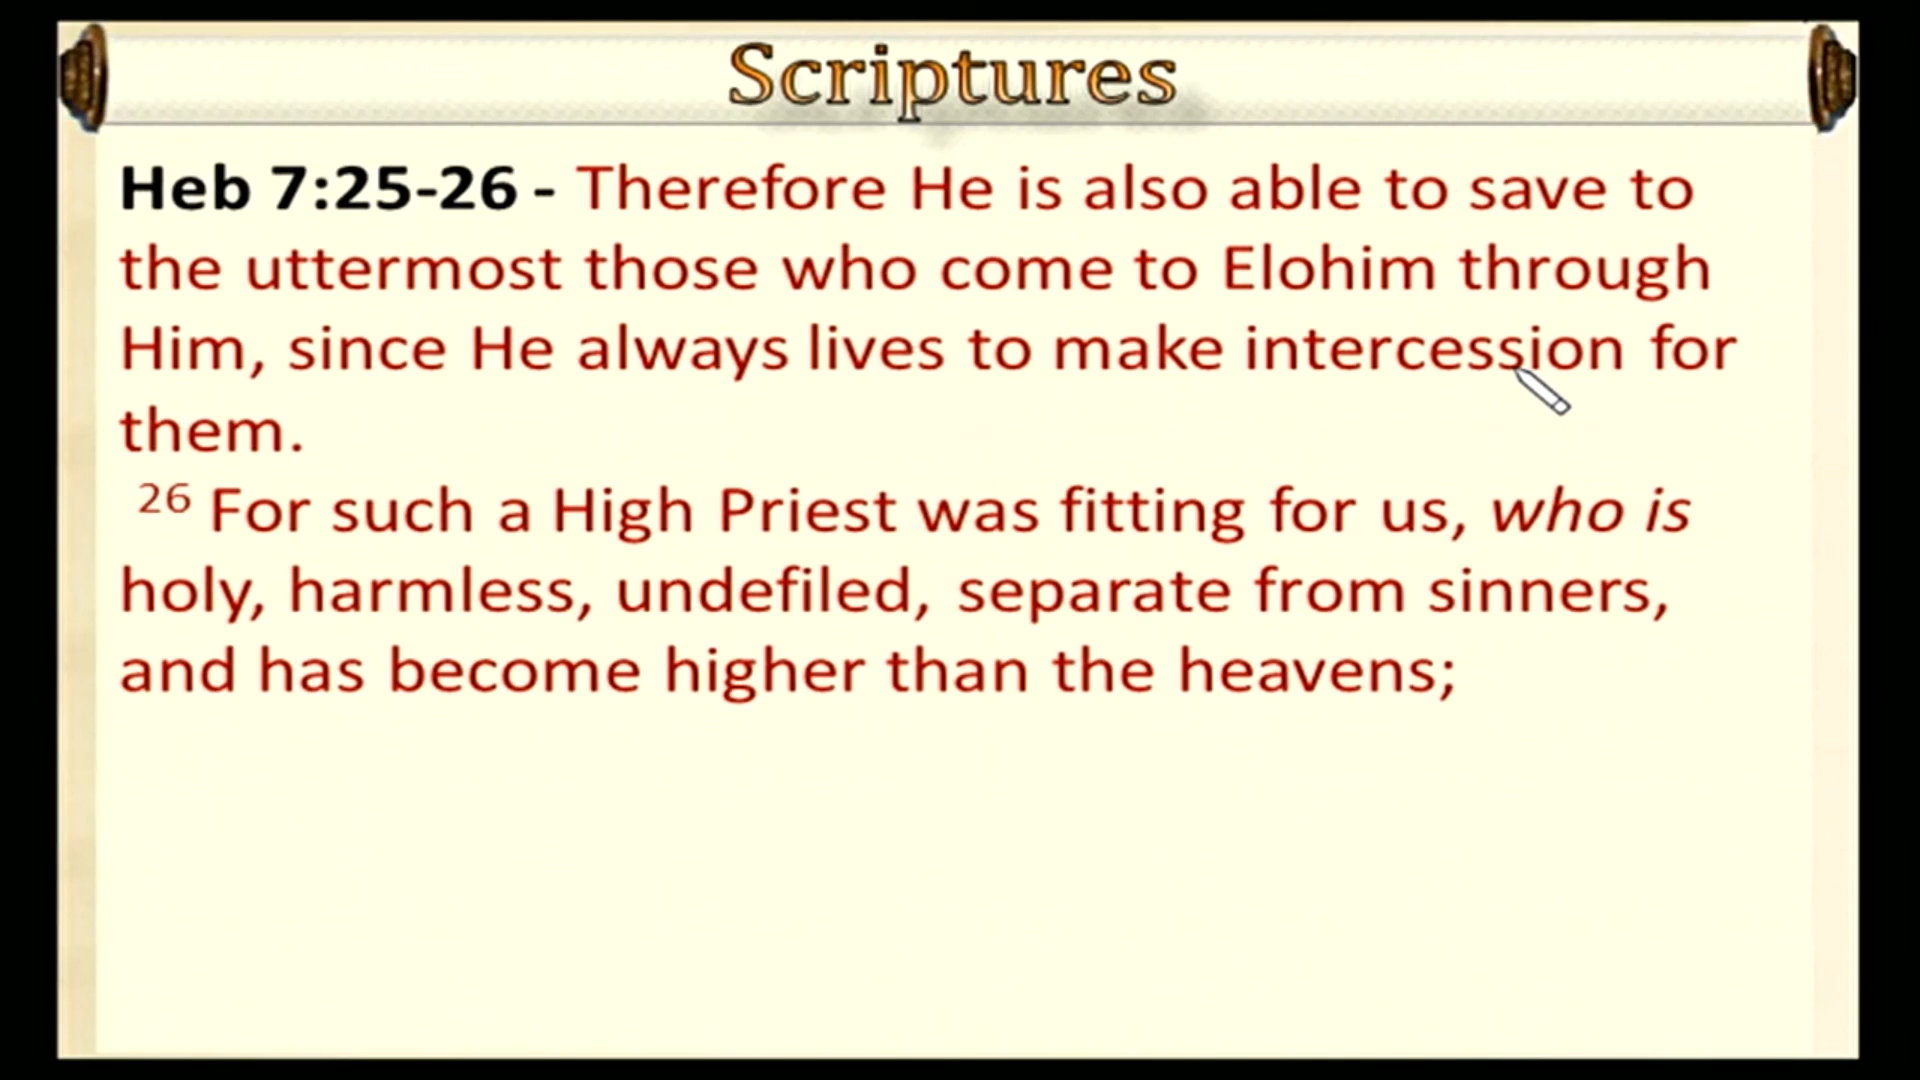 Scriptures
Heb 7:25-26 - Therefore He is also able to save to
the uttermost those who come to Elohim through
Him, since He always lives to make intercession for
them.
26 For such a High Priest was fitting for us, who is
holy, harmless, undefiled, separate from sinners,
and has become higher than the heavens;